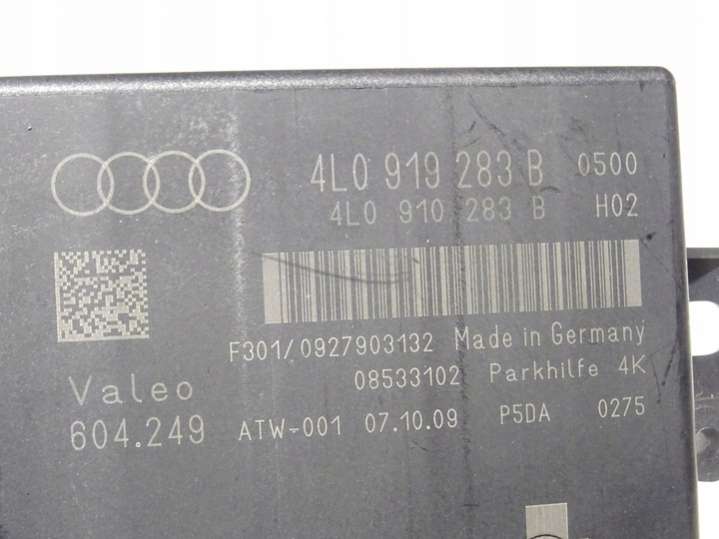 4L0 919 283 B 0500
4L0 910 283 B H02
F301/0927903132 Made in Germany
08533102 Parkhilfe 4K
Valeo
604.249 ATW-001 07.10.09 P5DA 0275